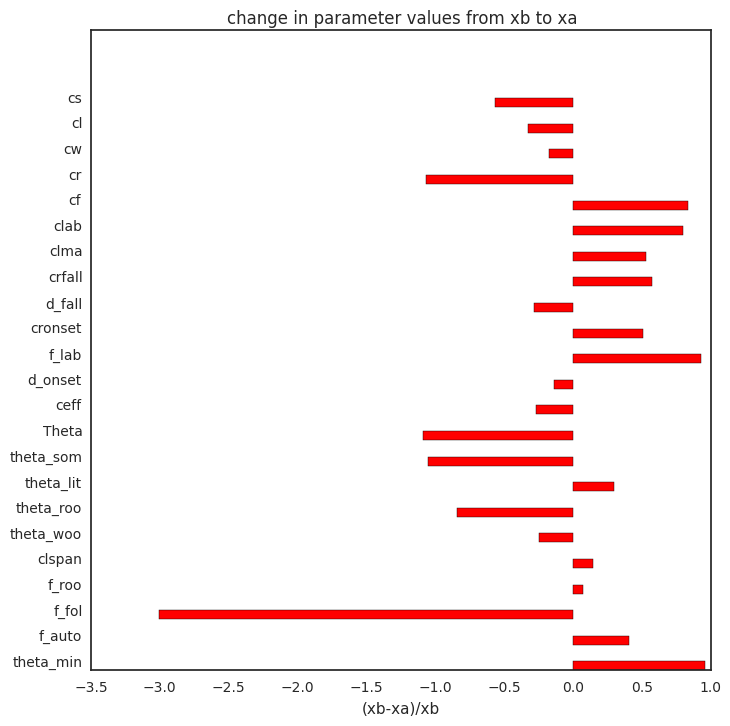 change in parameter values from xb to xa
cs
cl
cw
cr
cf
clab
clma
crfall
d_fall
cronset
f_lab
d_onset
ceff
Theta
theta_som
theta_lit
theta_roo
theta_woo
clspan
f_roo
f_fol
f_auto
theta_min
−3.5 −3.0 −2.5 −2.0 −1.5 −1.0 −0.5 0.0 0.5 1.0
(xb-xa)/xb